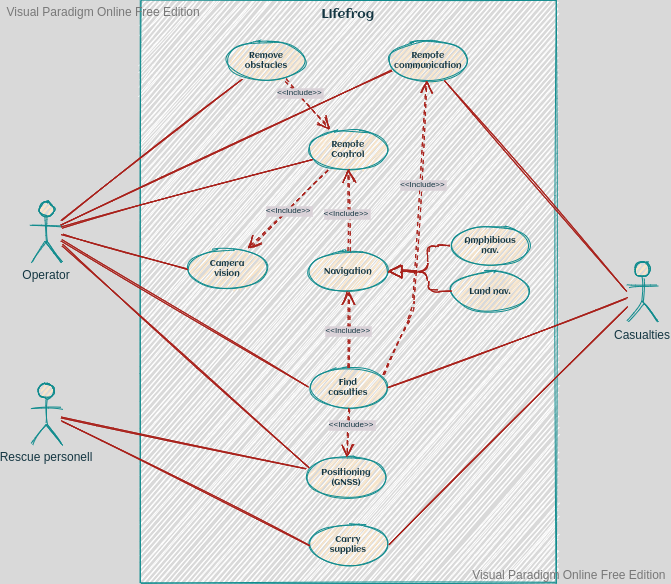 Visual Paradigm Online Free Edition
Lifefrog
Remove
obstacles
Remote
communication
<<Include>>
Remote
Control
<<Include>>
<<Include>>
<<Include>>
Operator
Camera
vision
Navigation
Amphibious
nav.
Land nav.
Casualties
<<Include>>
Find
casulties
<<Include>>
Rescue personell
Positioning
(GNSS)
Carry
supplies
Visual Paradigm Online Free Edition